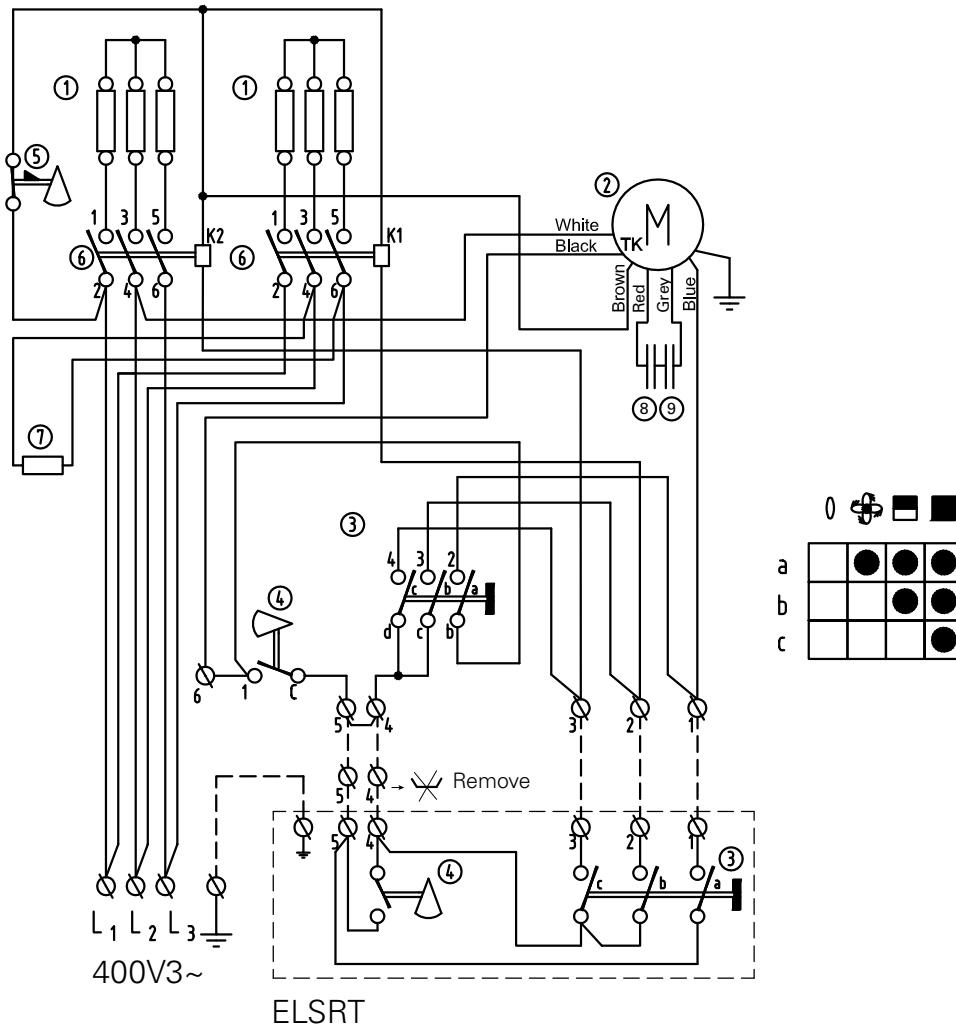 1 1
5
2
M
TK
White
Black
Brown
Red
Grey
Blue
1 3 5 K2
6
2 4 6
1 3 5 K1
6
2 4 6
8 9
7
3
4 3 2
c b a
d c b
4
6 1 C
5 4 3 2 1
5 4 Remove
5 4 3 2 1
4
c b a
3
a
b
c
L1 L2 L3
400V3~
ELSRT